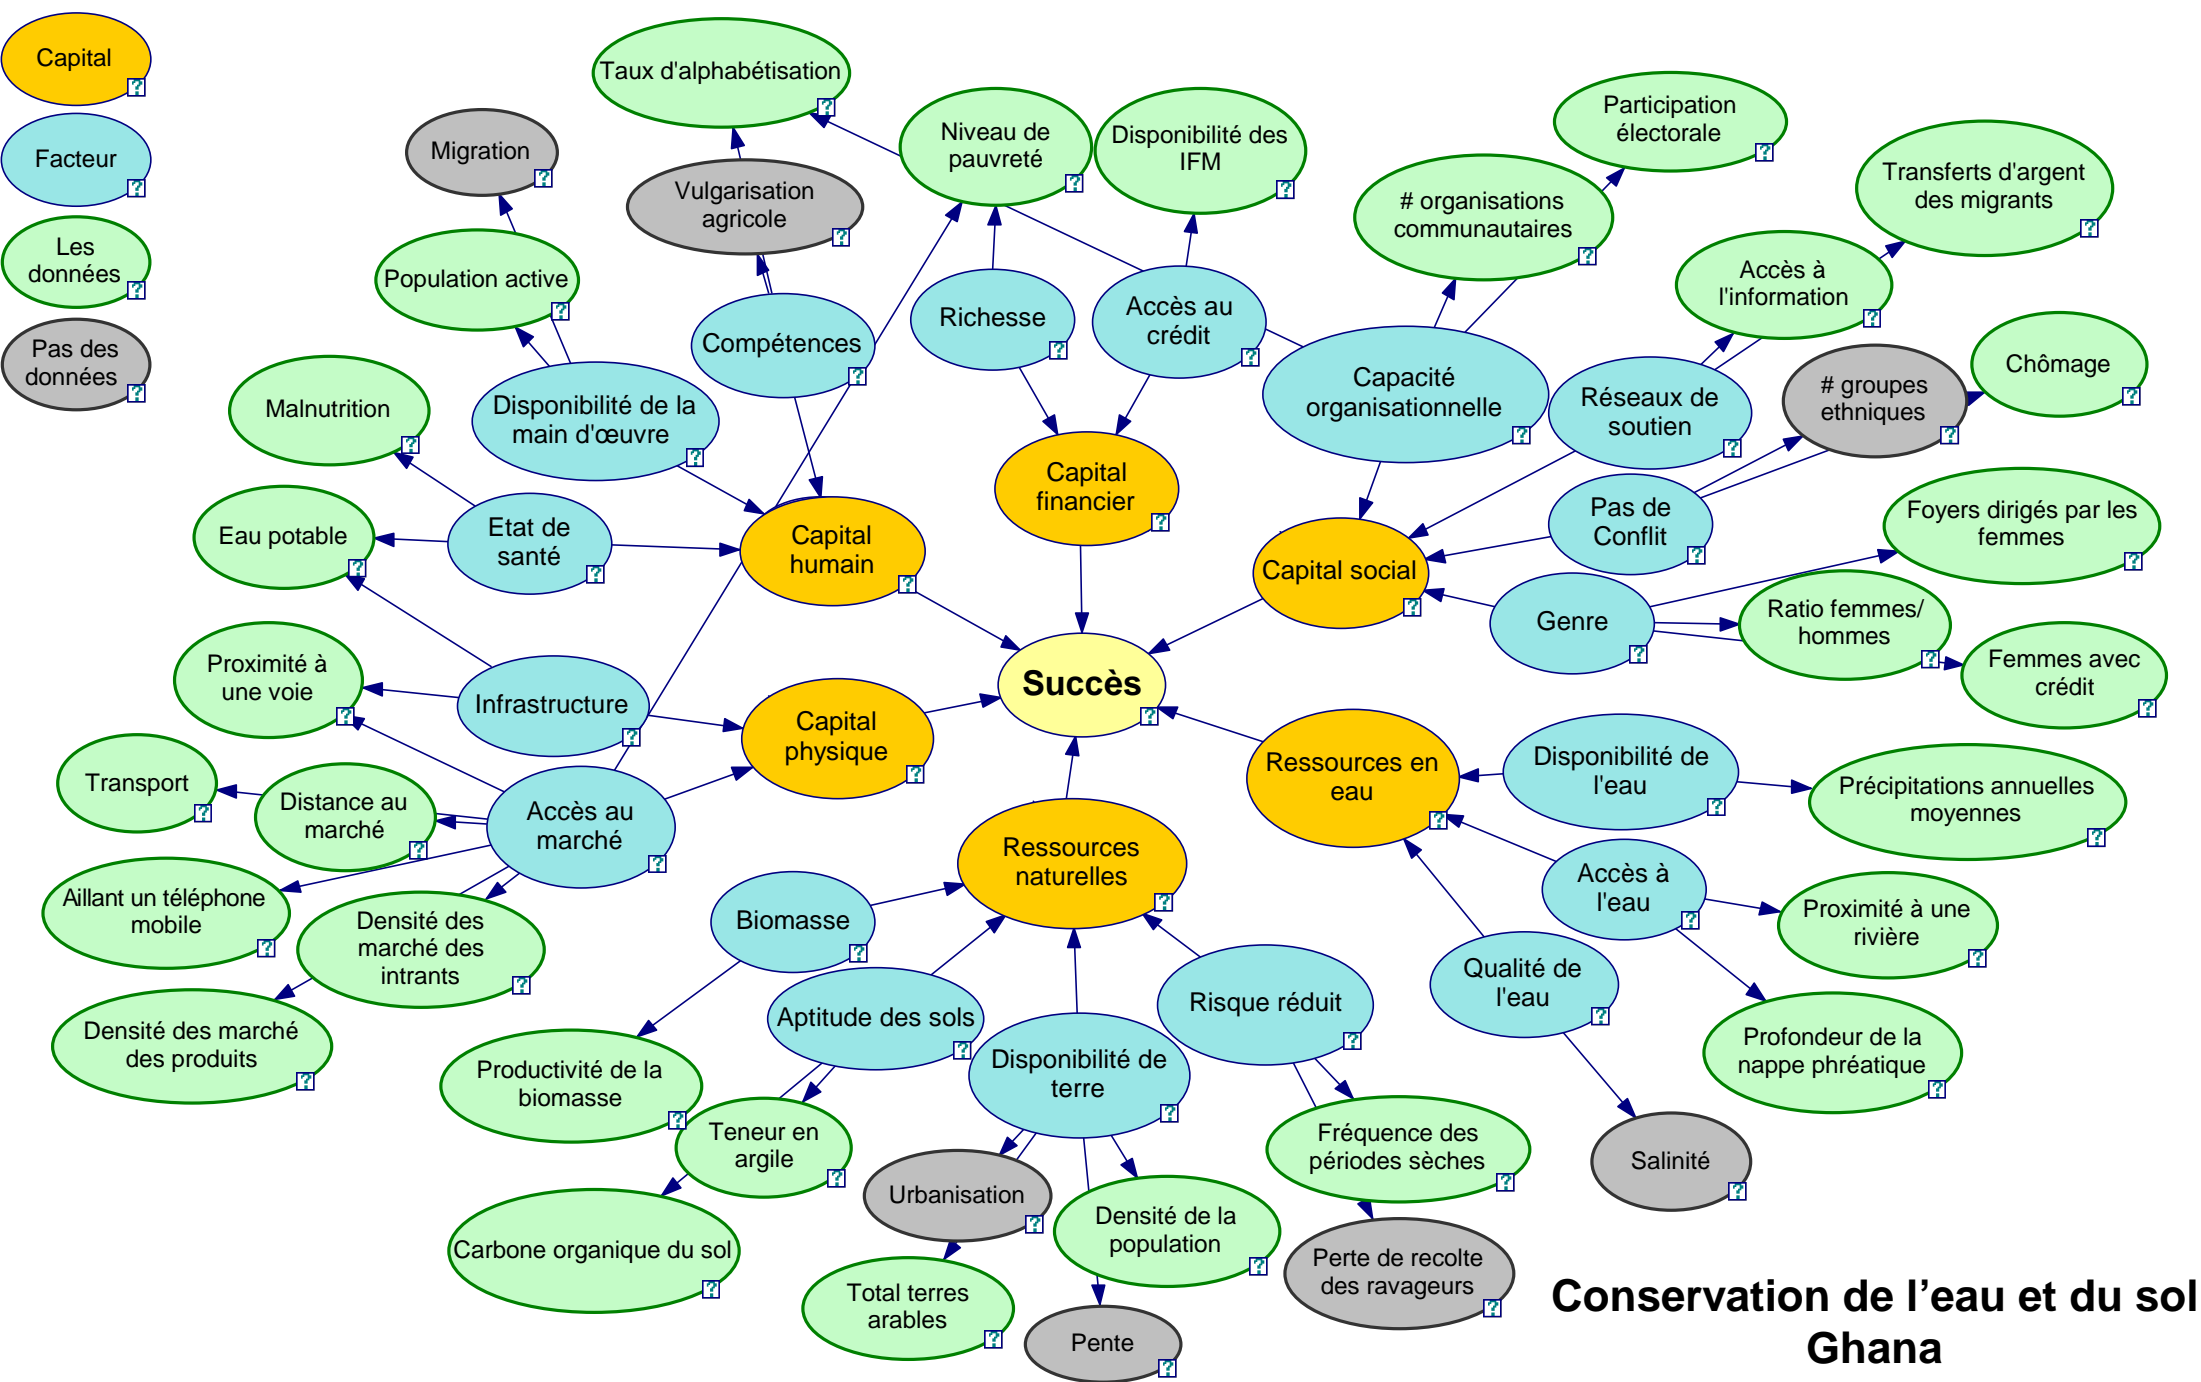 Capital
Facteur
Les
données
Pas des
données
Taux d'alphabétisation
Migration
Niveau de
pauvreté
Disponibilité des
IFM
Participation
électorale
Vulgarisation
agricole
# organisations
communautaires
Transferts d'argent
des migrants
Population active
Accès à
l'information
Richesse
Accès au
crédit
Compétences
Chômage
Malnutrition
Disponibilité de la
main d'œuvre
Capacité
organisationnelle
Réseaux de
soutien
# groupes
ethniques
Capital
financier
Eau potable
Etat de
santé
Capital
humain
Capital social
Pas de
Conflit
Foyers dirigés par les
femmes
Genre
Ratio femmes/
hommes
Femmes avec
crédit
Proximité à
une voie
Infrastructure
Capital
physique
Succès
Ressources en
eau
Disponibilité de
l'eau
Précipitations annuelles
moyennes
Transport
Distance au
marché
Accès au
marché
Ressources
naturelles
Accès à
l'eau
Aillant un téléphone
mobile
Densité des
marché des
intrants
Biomasse
Proximité à une
rivière
Qualité de
l'eau
Risque réduit
Aptitude des sols
Densité des marché
des produits
Disponibilité de
terre
Profondeur de la
nappe phréatique
Productivité de la
biomasse
Teneur en
argile
Fréquence des
périodes sèches
Salinité
Urbanisation
Densité de la
population
Carbone organique du sol
Perte de recolte
des ravageurs
Total terres
arables
Pente
Conservation de l’eau et du sol
Ghana